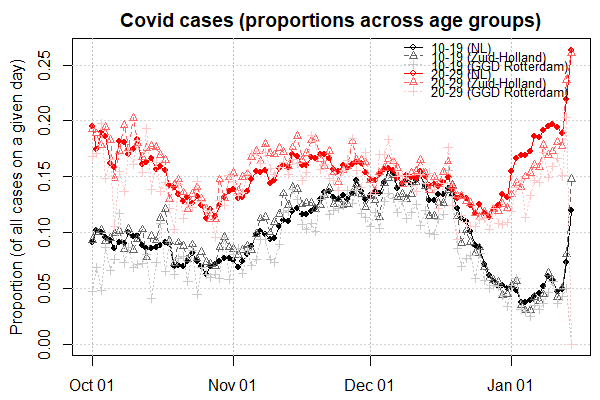 Covid cases (proportions across age groups)
Proportion (of all cases on a given day)
0.25
0.20
0.15
0.10
0.05
0.00
10-19 (NL)
10-19 (Zuid-Holland)
10-19 (GGD Rotterdam)
20-29 (NL)
20-29 (Zuid-Holland)
20-29 (GGD Rotterdam)
Oct 01
Nov 01
Dec 01
Jan 01